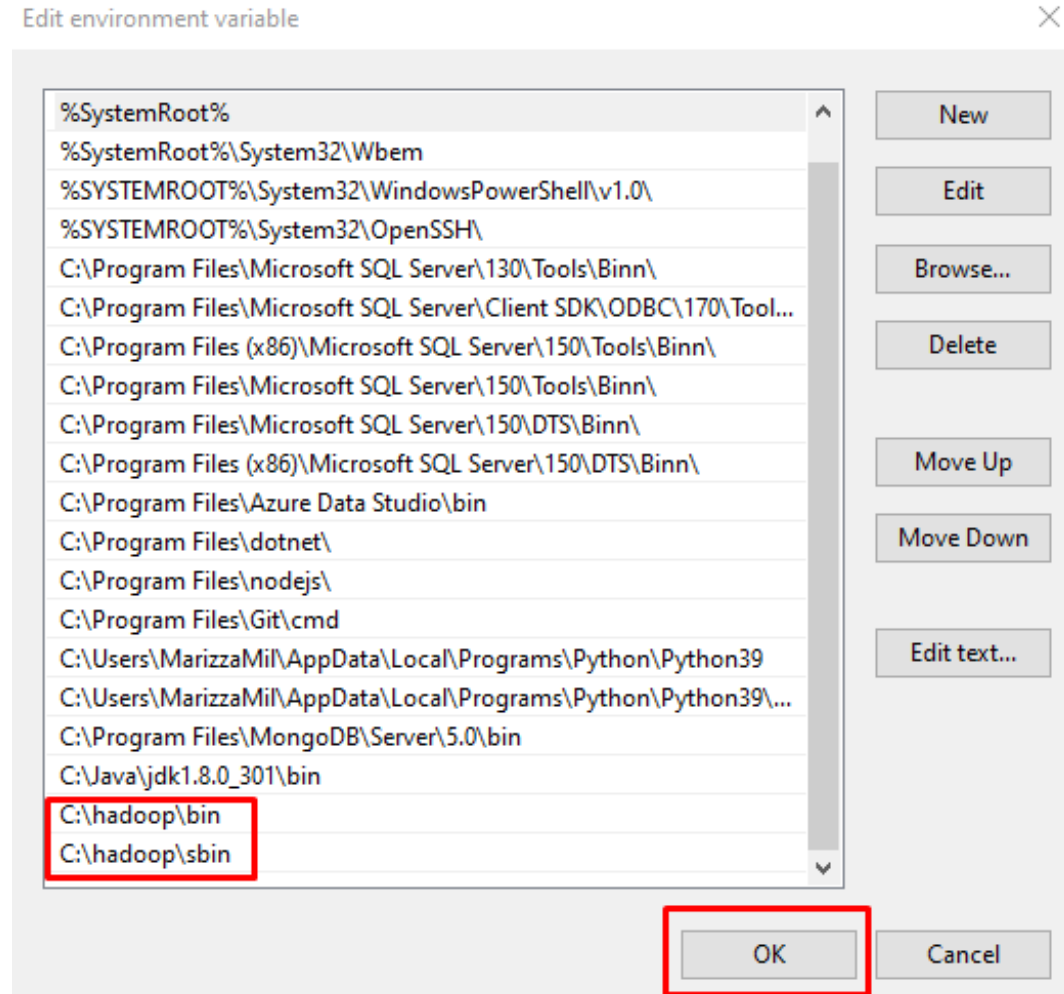 Edit environment variable
%SystemRoot%
%SystemRoot%\System32\Wbem
%SYSTEMROOT%\System32\WindowsPowerShell\v1.0\
%SYSTEMROOT%\System32\OpenSSH\
C:\Program Files\Microsoft SQL Server\130\Tools\Binn\
C:\Program Files\Microsoft SQL Server\Client SDK\ODBC\170\Tool...
C:\Program Files (x86)\Microsoft SQL Server\150\Tools\Binn\
C:\Program Files\Microsoft SQL Server\150\Tools\Binn\
C:\Program Files\Microsoft SQL Server\150\DTS\Binn\
C:\Program Files (x86)\Microsoft SQL Server\150\DTS\Binn\
C:\Program Files\Azure Data Studio\bin
C:\Program Files\dotnet\
C:\Program Files\nodejs\
C:\Program Files\Git\cmd
C:\Users\MarizzaMil\AppData\Local\Programs\Python\Python39
C:\Users\MarizzaMil\AppData\Local\Programs\Python\Python39\...
C:\Program Files\MongoDB\Server\5.0\bin
C:\Java\jdk1.8.0_301\bin
C:\hadoop\bin
C:\hadoop\sbin
New
Edit
Browse...
Delete
Move Up
Move Down
Edit text...
OK
Cancel